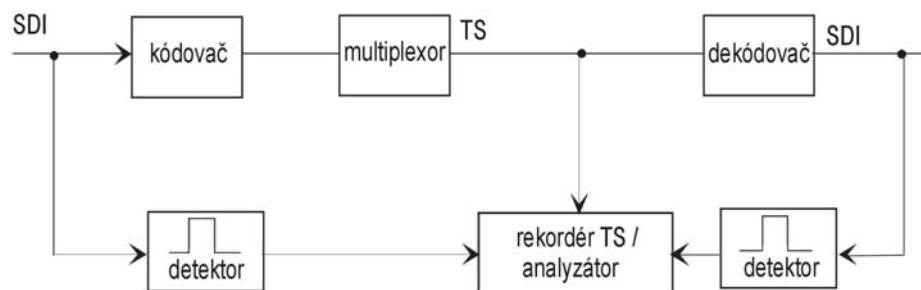 SDI
kódovač
multiplexor
TS
dekódovač
SDI
detektor
rekordér TS /
analyzátor
detektor